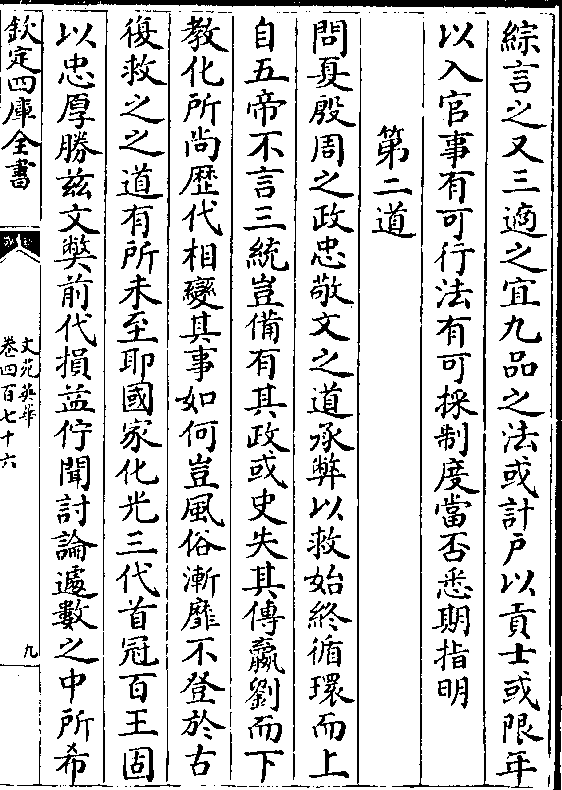 綜言之又三適之宜九品之法或計戶以貢士或限年
以入官事有可行法有可採制度當否悉期指明
第二道
問夏殷周之政忠敬文之道承弊以救始終循環而上
自五帝不言三統豈備有其政或史失其傳嬴劉而下
教化所尚歴代相變其事如何豈風俗漸靡不登於古
復救之之道有所未至耶國家化光三代首冠百王固
以忠厚勝兹文獘前代損益佇聞討論遽數之中所希
欽定四庫全書
文苑英華
卷四百七十六
九